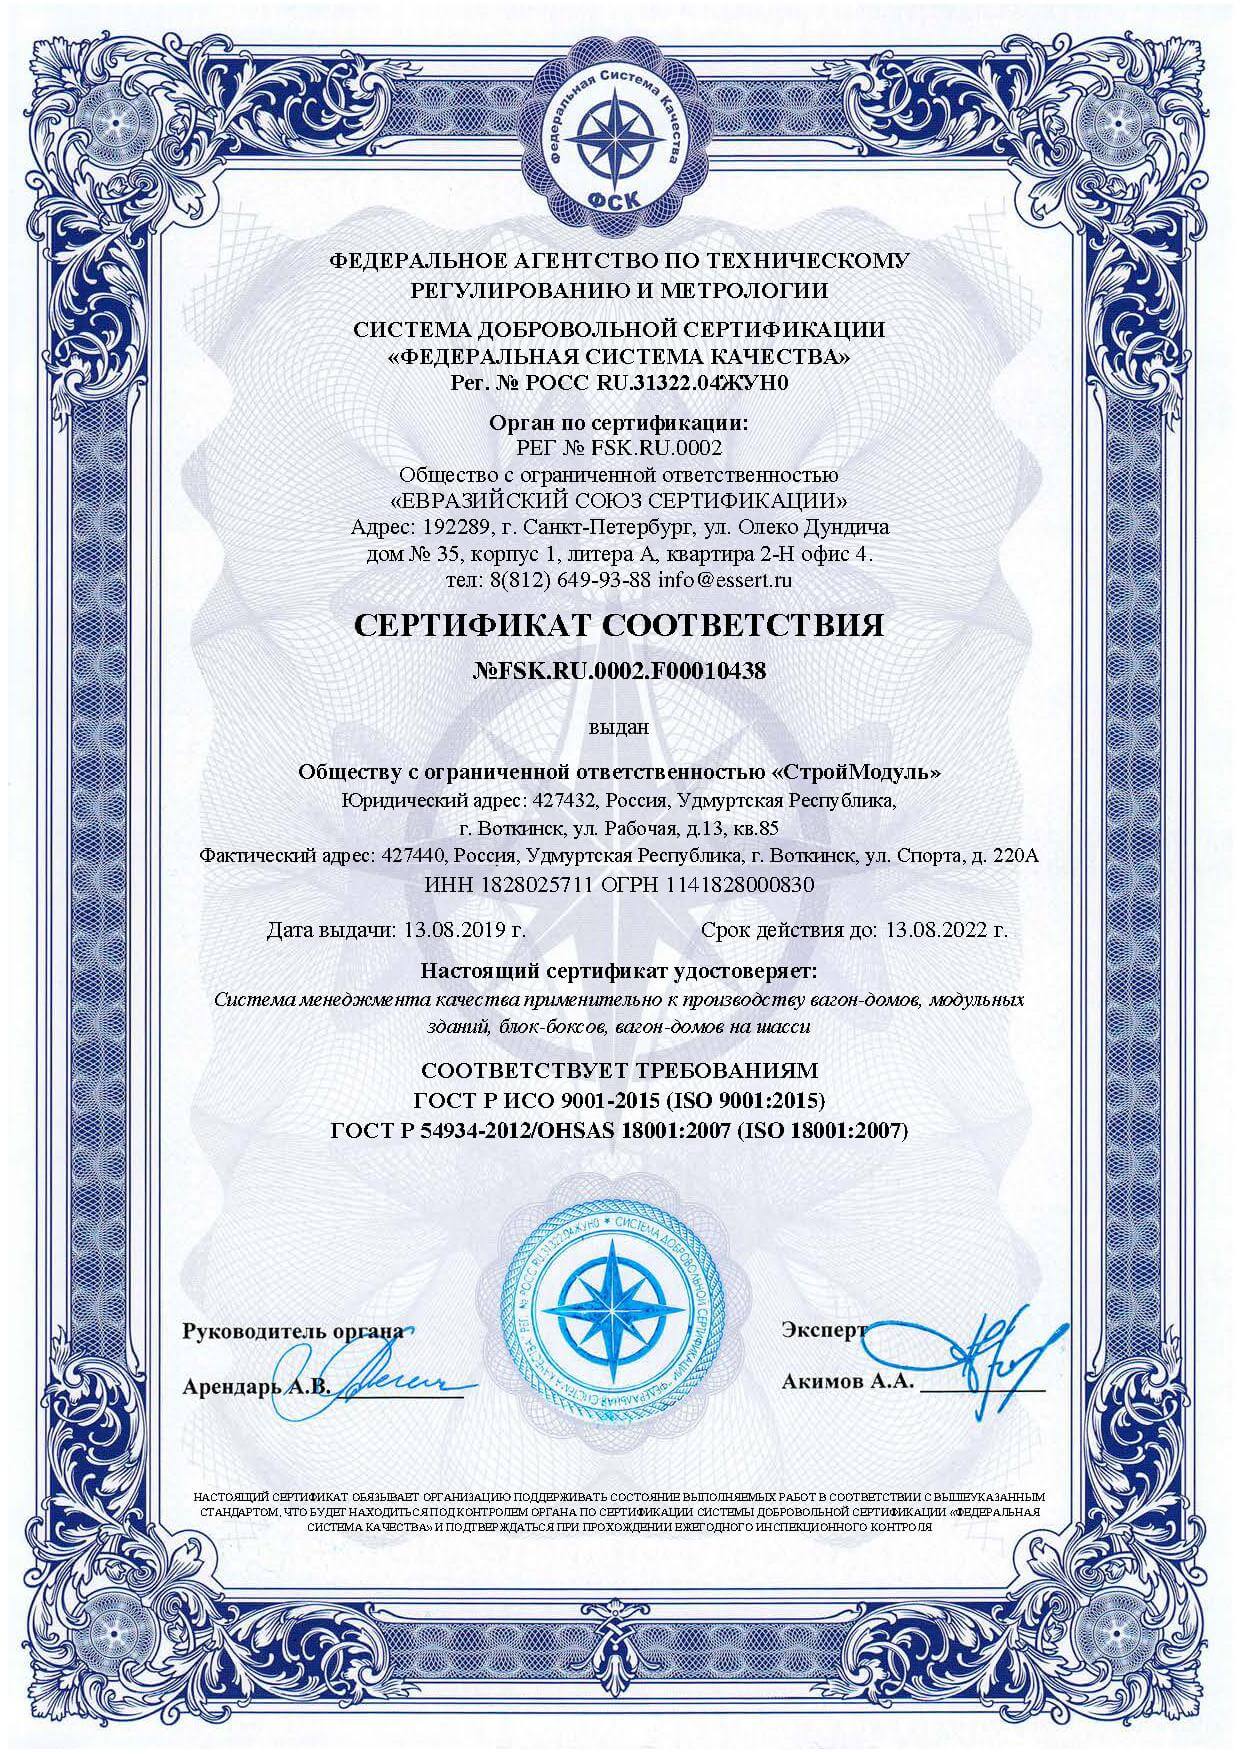 Федеральная Система Качества
ФСК
ФЕДЕРАЛЬНОЕ АГЕНТСТВО ПО ТЕХНИЧЕСКОМУ
РЕГУЛИРОВАНИЮ И МЕТРОЛОГИИ
СИСТЕМА ДОБРОВОЛЬНОЙ СЕРТИФИКАЦИИ
«ФЕДЕРАЛЬНАЯ СИСТЕМА КАЧЕСТВА»
Рег. № РОСС RU.31322.04ЖУН0
Орган по сертификации:
РЕГ № FSK.RU.0002
Общество с ограниченной ответственностью
«ЕВРАЗИЙСКИЙ СОЮЗ СЕРТИФИКАЦИИ»
Адрес: 192289, г. Санкт-Петербург, ул. Олеко Дундича
дом № 35, корпус 1, литера А, квартира 2-Н офис 4.
тел: 8(812) 649-93-88 info@essert.ru
СЕРТИФИКАТ СООТВЕТСТВИЯ
№FSK.RU.0002.F00010438
выдан
Обществу с ограниченной ответственностью «СтройМодуль»
Юридический адрес: 427432, Россия, Удмуртская Республика,
г. Воткинск, ул. Рабочая, д.13, кв.85
Фактический адрес: 427440, Россия, Удмуртская Республика, г. Воткинск, ул. Спорта, д. 220А
ИНН 1828025711 ОГРН 1141828000830
Дата выдачи: 13.08.2019 г. Срок действия до: 13.08.2022 г.
Настоящий сертификат удостоверяет:
Система менеджмента качества применительно к производству вагон-домов, модульных
зданий, блок-боксов, вагон-домов на шасси
СООТВЕТСТВУЕТ ТРЕБОВАНИЯМ
ГОСТ Р ИСО 9001-2015 (ISO 9001:2015)
ГОСТ Р 54934-2012/OHSAS 18001:2007 (ISO 18001:2007)
РЕГ. № РОСС RU.31322.04ЖУН0 * СИСТЕМА ДОБРОВОЛЬНОЙ СЕРТИФИКАЦИИ "ФЕДЕРАЛЬНАЯ СИСТЕМА КАЧЕСТВА"
Руководитель органа
Арендарь А.В.
Эксперт
Акимов А.А.
НАСТОЯЩИЙ СЕРТИФИКАТ ОБЯЗЫВАЕТ ОРГАНИЗАЦИЮ ПОДДЕРЖИВАТЬ СОСТОЯНИЕ ВЫПОЛНЯЕМЫХ РАБОТ В СООТВЕТСТВИИ С ВЫШЕУКАЗАННЫМ
СТАНДАРТОМ, ЧТО БУДЕТ НАХОДИТЬСЯ ПОД КОНТРОЛЕМ ОРГАНА ПО СЕРТИФИКАЦИИ СИСТЕМЫ ДОБРОВОЛЬНОЙ СЕРТИФИКАЦИИ «ФЕДЕРАЛЬНАЯ
СИСТЕМА КАЧЕСТВА» И ПОДТВЕРЖДАТЬСЯ ПРИ ПРОХОЖДЕНИИ ЕЖЕГОДНОГО ИНСПЕКЦИОННОГО КОНТРОЛЯ